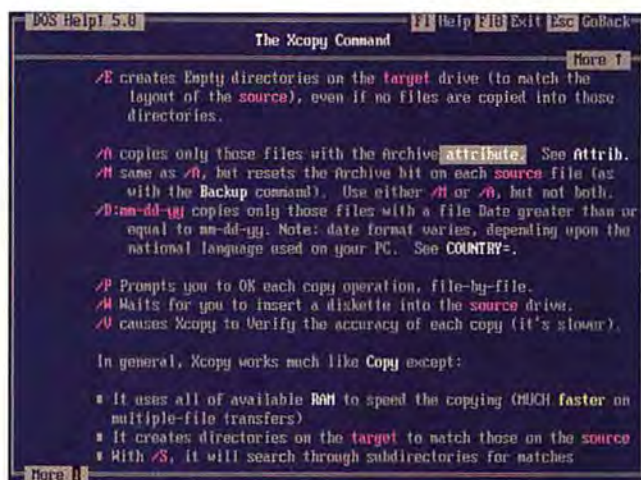 DOS Help! 5.0 F1 Help F10 Exit Esc GoBack
The Xcopy Command
More ↑
/E creates Empty directories on the target drive (to match the
layout of the source), even if no files are copied into those
directories.
/A copies only those files with the Archive attribute. See Attrib.
/M same as /A, but resets the Archive bit on each source file (as
with the Backup command). Use either /M or /A, but not both.
/D:mm-dd-yy copies only those files with a file Date greater than or
equal to mm-dd-yy. Note: date format varies, depending upon the
national language used on your PC. See COUNTRY=.
/P Prompts you to OK each copy operation, file-by-file.
/W Waits for you to insert a diskette into the source drive.
/V causes Xcopy to Verify the accuracy of each copy (it's slower).
In general, Xcopy works much like Copy except:
▪ It uses all of available RAM to speed the copying (MUCH faster on
multiple-file transfers)
▪ It creates directories on the target to match those on the source
▪ With /S, it will search through subdirectories for matches
More ↓